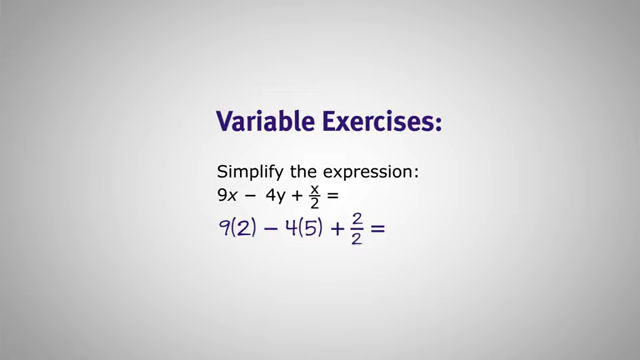 Variable Exercises:
Simplify the expression:
9x − 4y + x/2 =
9(2) − 4(5) + 2/2 =